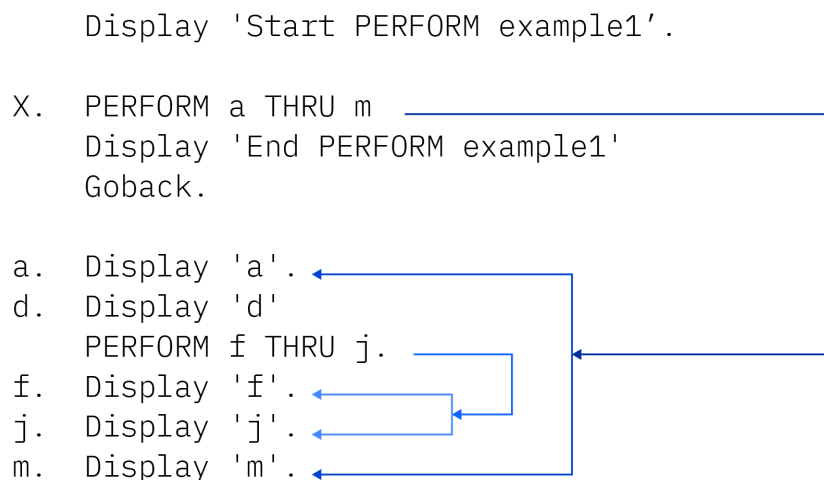 Display 'Start PERFORM example1’.
X. PERFORM a THRU m
Display 'End PERFORM example1'
Goback.
a. Display 'a'.
d. Display 'd'
PERFORM f THRU j.
f. Display 'f'.
j. Display 'j'.
m. Display 'm'.